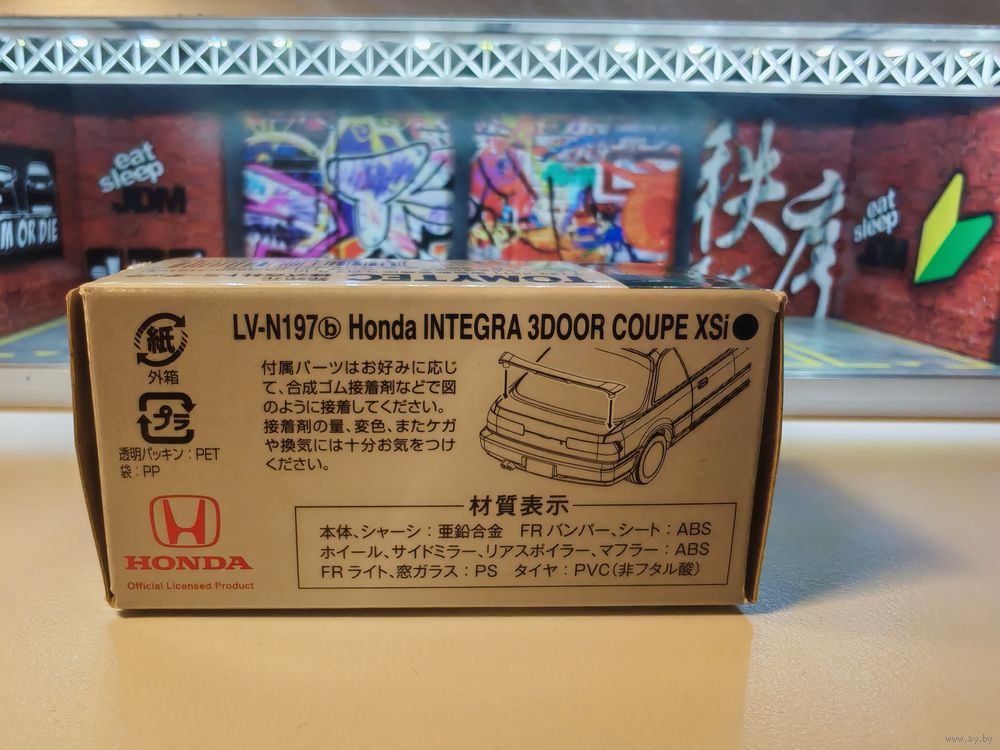 eat
sleep
JDM
M OR DIE
秩
序
eat
sleep
JDM
TOMYTEC
LV-N197ⓑ Honda INTEGRA 3DOOR COUPE XSi●
紙
外箱
プラ
透明パッキン：PET
袋：PP
付属パーツはお好みに応じ
て、合成ゴム接着剤などで図
のように接着してください。
接着剤の量、変色、またケガ
や換気には十分お気をつけ
ください。
HONDA
Official Licensed Product
材質表示
本体、シャーシ：亜鉛合金　FRバンパー、シート：ABS
ホイール、サイドミラー、リアスポイラー、マフラー：ABS
FRライト、窓ガラス：PS　タイヤ：PVC（非フタル酸）
www.ay.by